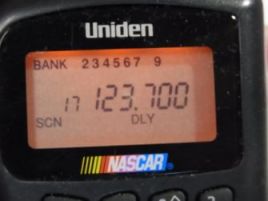 Uniden
BANK 234567 9
17 123.700
SCN DLY
NASCAR